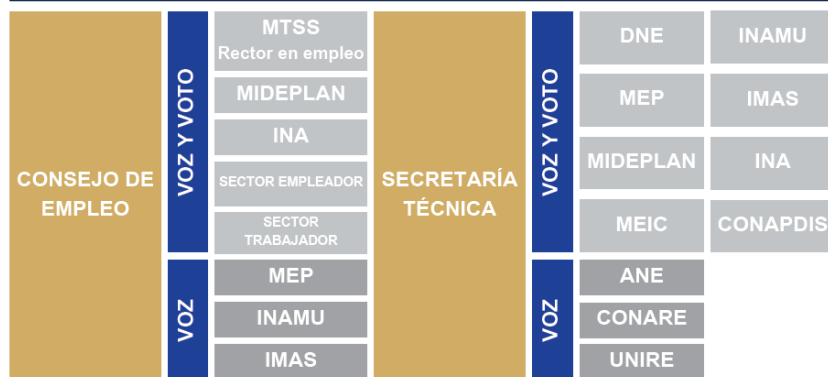 CONSEJO DE
EMPLEO
VOZ Y VOTO
MTSS
Rector en empleo
MIDEPLAN
INA
SECTOR EMPLEADOR
SECTOR
TRABAJADOR
VOZ
MEP
INAMU
IMAS
SECRETARÍA
TÉCNICA
VOZ Y VOTO
DNE
INAMU
MEP
IMAS
MIDEPLAN
INA
MEIC
CONAPDIS
VOZ
ANE
CONARE
UNIRE